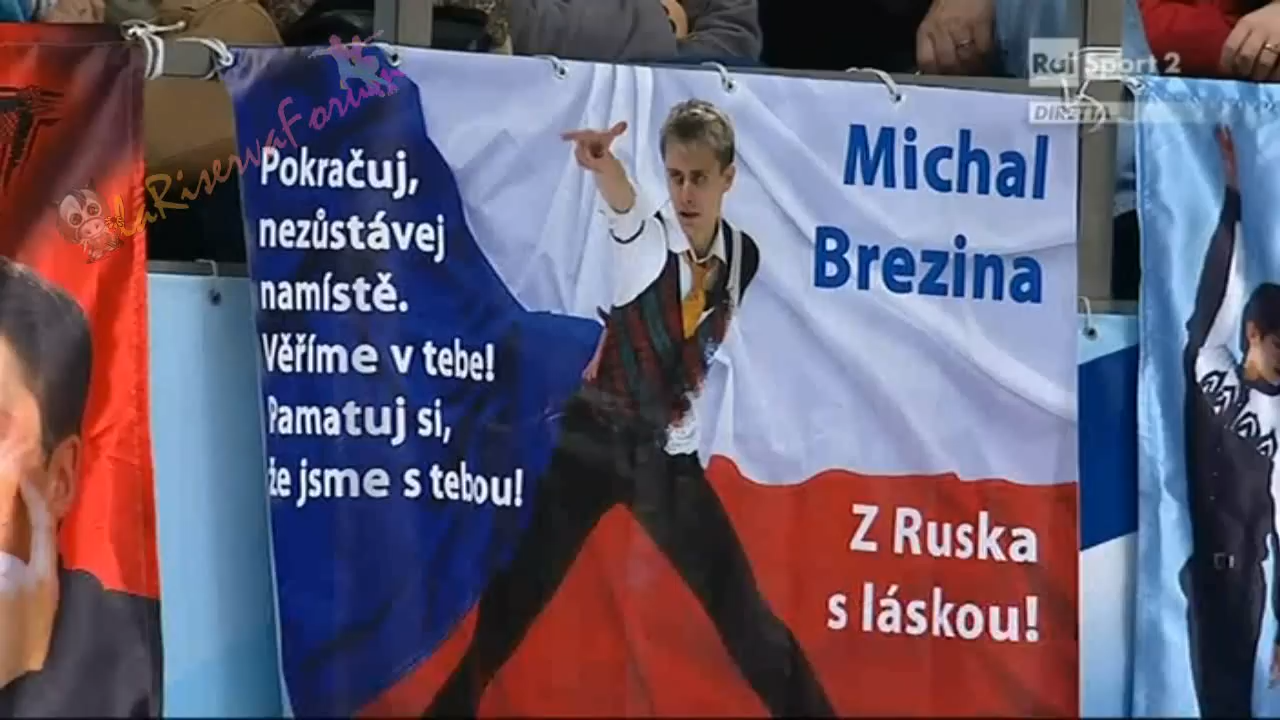 Rai Sport 2
DIRETTA
laRiservaForum
Pokračuj,
nezůstávej
namístě.
Věříme v tebe!
Pamatuj si,
že jsme s tebou!
Michal
Brezina
Z Ruska
s láskou!